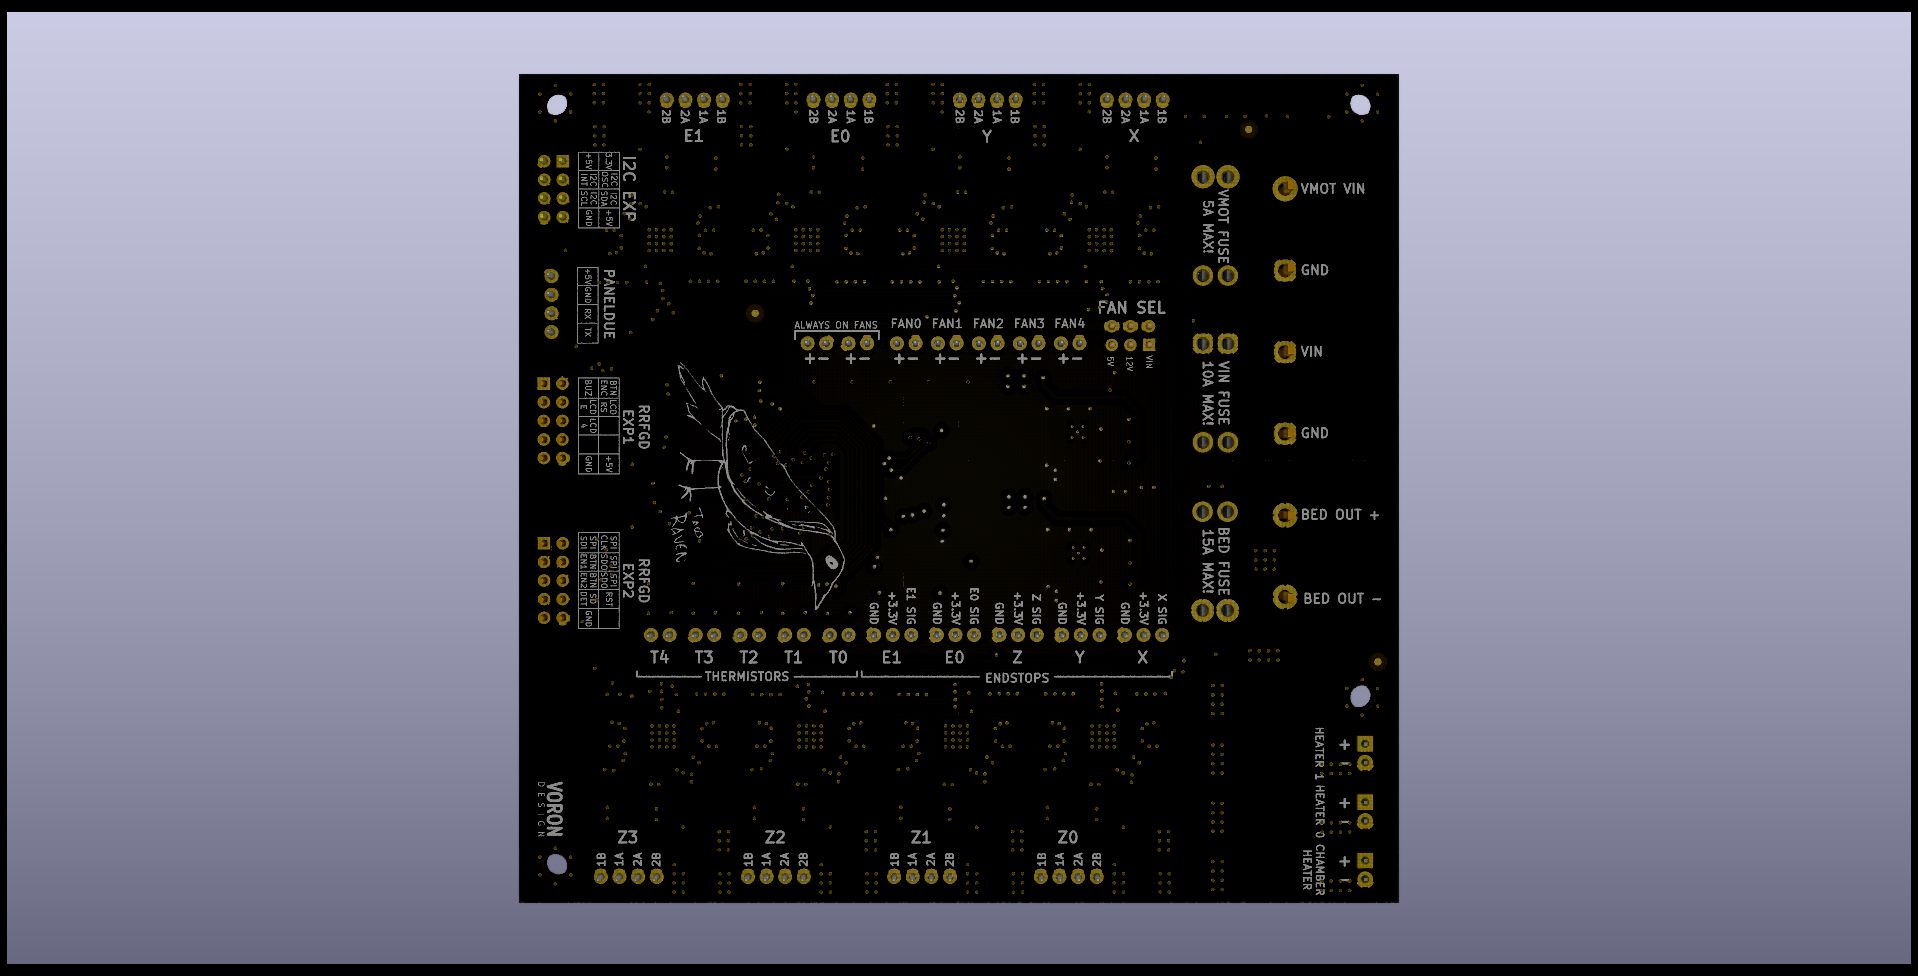 2B 2A 1A 1B
E1
2B 2A 1A 1B
E0
2B 2A 1A 1B
Y
2B 2A 1A 1B
X
I2C EXP
+5V 3.3V
INT I2C I2C DSC
SCL I2C I2C SDA
GND +5V
PANELDUE
+5V
GND
RX
TX
RRFGD
EXP1
BUZ BTN ENC
E LCD LCD RS
4 LCD
GND +5V
RRFGD
EXP2
SDI SPI SPI CLK
EN1 BTN SPI SDO
EN2 BTN SPI SDO
DET SD RST
GND
VMOT FUSE
5A MAX!
VIN FUSE
10A MAX!
BED FUSE
15A MAX!
VMOT VIN
GND
VIN
GND
BED OUT +
BED OUT -
FAN SEL
5V 12V VIN
ALWAYS ON FANS
+ - + -
FAN0 FAN1 FAN2 FAN3 FAN4
+ - + - + - + - + -
RAVEN
GND +3.3V E1 SIG
GND +3.3V E0 SIG
GND +3.3V Z SIG
GND +3.3V Y SIG
GND +3.3V X SIG
T4 T3 T2 T1 T0 E1 E0 Z Y X
THERMISTORS
ENDSTOPS
VORON
DESIGN
Z3
1B 1A 2A 2B
Z2
1B 1A 2A 2B
Z1
1B 1A 2A 2B
Z0
1B 1A 2A 2B
HEATER 1
+
-
HEATER 0
+
-
CHAMBER
HEATER
+
-